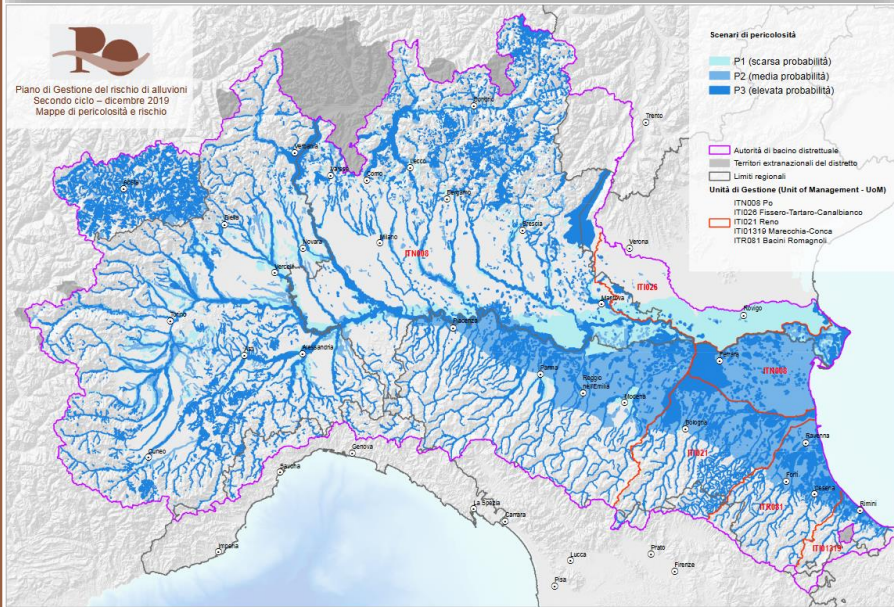 Po
Piano di Gestione del rischio di alluvioni
Secondo ciclo – dicembre 2019
Mappe di pericolosità e rischio
Scenari di pericolosità
P1 (scarsa probabilità)
P2 (media probabilità)
P3 (elevata probabilità)
Autorità di bacino distrettuale
Territori extranazionali del distretto
Limiti regionali
Unità di Gestione (Unit of Management - UoM)
ITN008 Po
ITI026 Fissero-Tartaro-Canalbianco
ITI021 Reno
ITI01319 Marecchia-Conca
ITR081 Bacini Romagnoli
Sondrio
Trento
Verbania
Lecco
Varese
Como
Aosta
Bergamo
Biella
Brescia
Milano
Novara
Verona
ITN008
Vercelli
ITI026
Mantova
Rovigo
Torino
Piacenza
Asti
Alessandria
Ferrara
Parma
ITN008
Reggio
nell'Emilia
Modena
Bologna
Ravenna
Genova
Cuneo
ITI021
Savona
Forlì
Cesena
La Spezia
ITR081
Rimini
Carrara
Imperia
ITI01319
Lucca
Prato
Firenze
Pisa